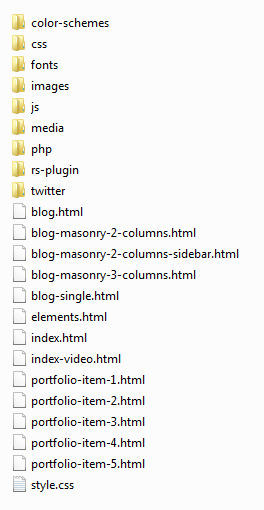 color-schemes
css
fonts
images
js
media
php
rs-plugin
twitter
blog.html
blog-masonry-2-columns.html
blog-masonry-2-columns-sidebar.html
blog-masonry-3-columns.html
blog-single.html
elements.html
index.html
index-video.html
portfolio-item-1.html
portfolio-item-2.html
portfolio-item-3.html
portfolio-item-4.html
portfolio-item-5.html
style.css